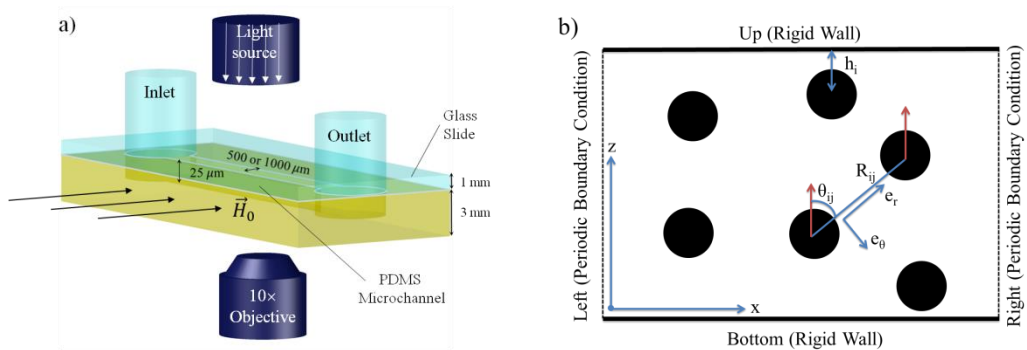 a)
Light
source
Inlet
Outlet
Glass
Slide
500 or 1000 μm
25 μm
1 mm
3 mm
H⃗₀
PDMS
Microchannel
10×
Objective
b)
Up (Rigid Wall)
Left (Periodic Boundary Condition)
Right (Periodic Boundary Condition)
hᵢ
z
Rᵢⱼ
θᵢⱼ
eᵣ
e_θ
x
Bottom (Rigid Wall)